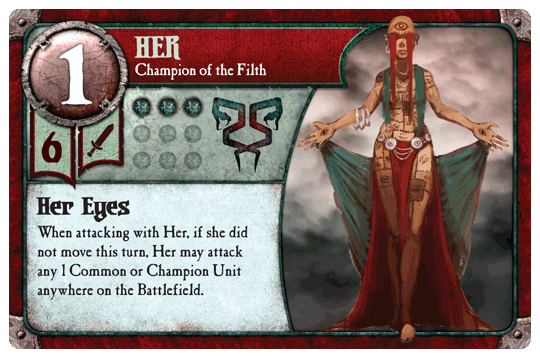 1
HER
Champion of the Filth
6
Her Eyes
When attacking with Her, if she did
not move this turn, Her may attack
any 1 Common or Champion Unit
anywhere on the Battlefield.